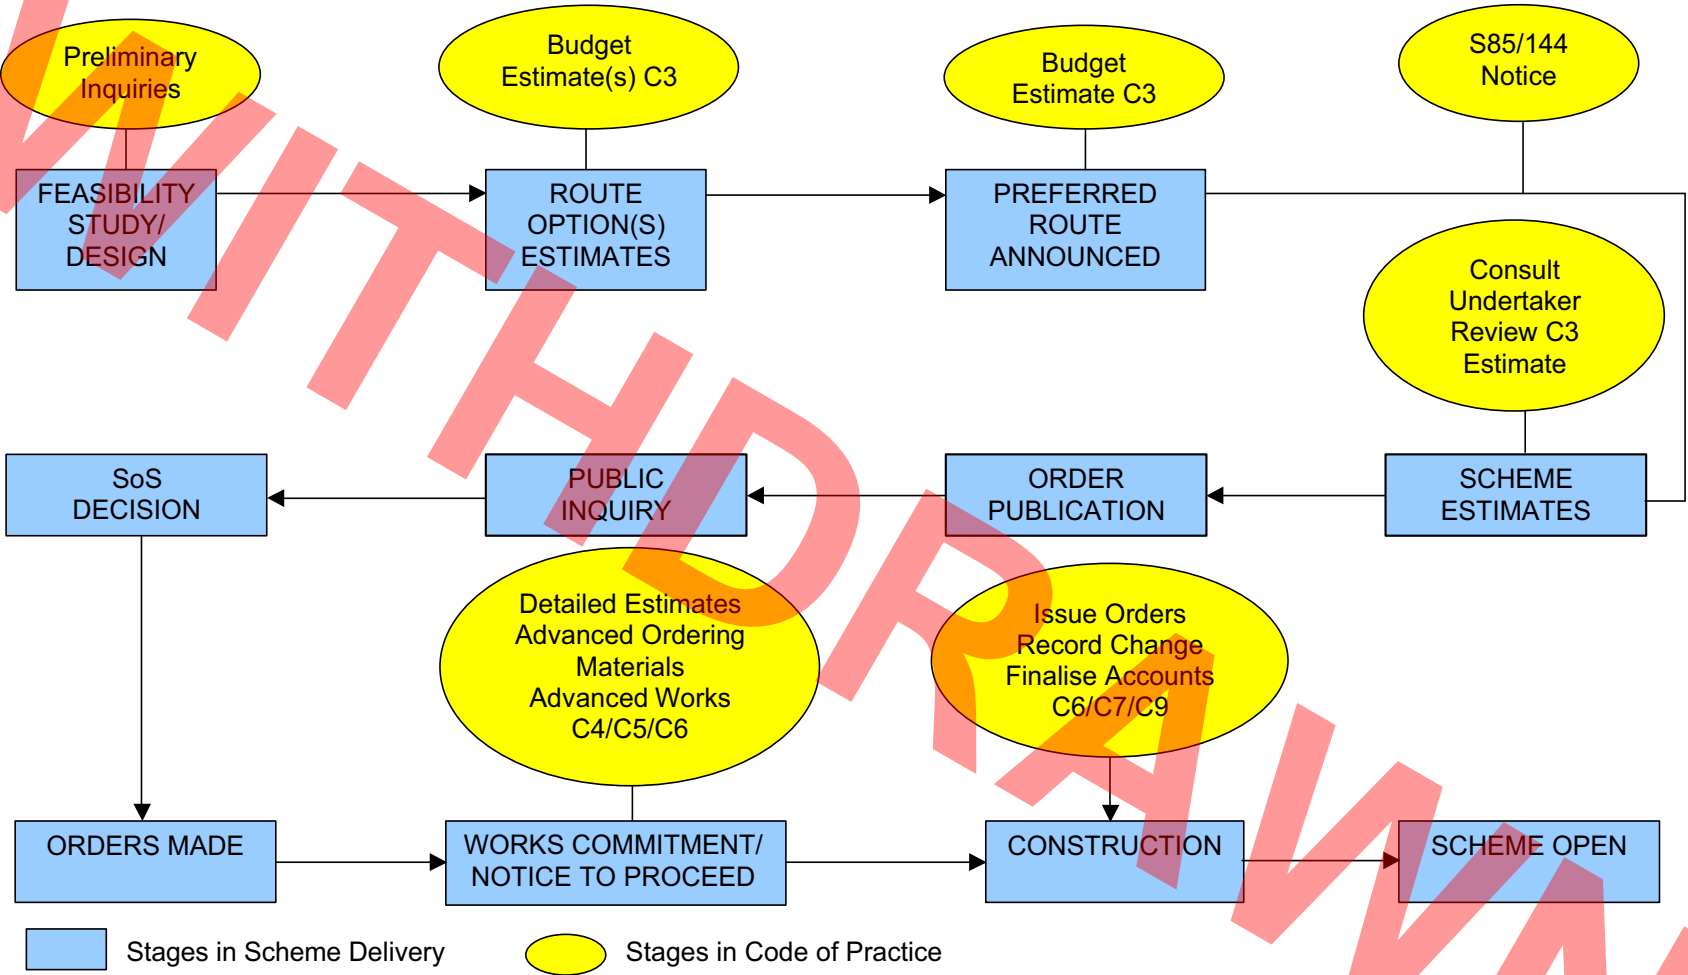 Preliminary
Inquiries
Budget
Estimate(s) C3
Budget
Estimate C3
S85/144
Notice
FEASIBILITY
STUDY/
DESIGN
ROUTE
OPTION(S)
ESTIMATES
PREFERRED
ROUTE
ANNOUNCED
Consult
Undertaker
Review C3
Estimate
SoS
DECISION
PUBLIC
INQUIRY
ORDER
PUBLICATION
SCHEME
ESTIMATES
Detailed Estimates
Advanced Ordering
Materials
Advanced Works
C4/C5/C6
Issue Orders
Record Change
Finalise Accounts
C6/C7/C9
ORDERS MADE
WORKS COMMITMENT/
NOTICE TO PROCEED
CONSTRUCTION
SCHEME OPEN
Stages in Scheme Delivery
Stages in Code of Practice
WITHDRAWN